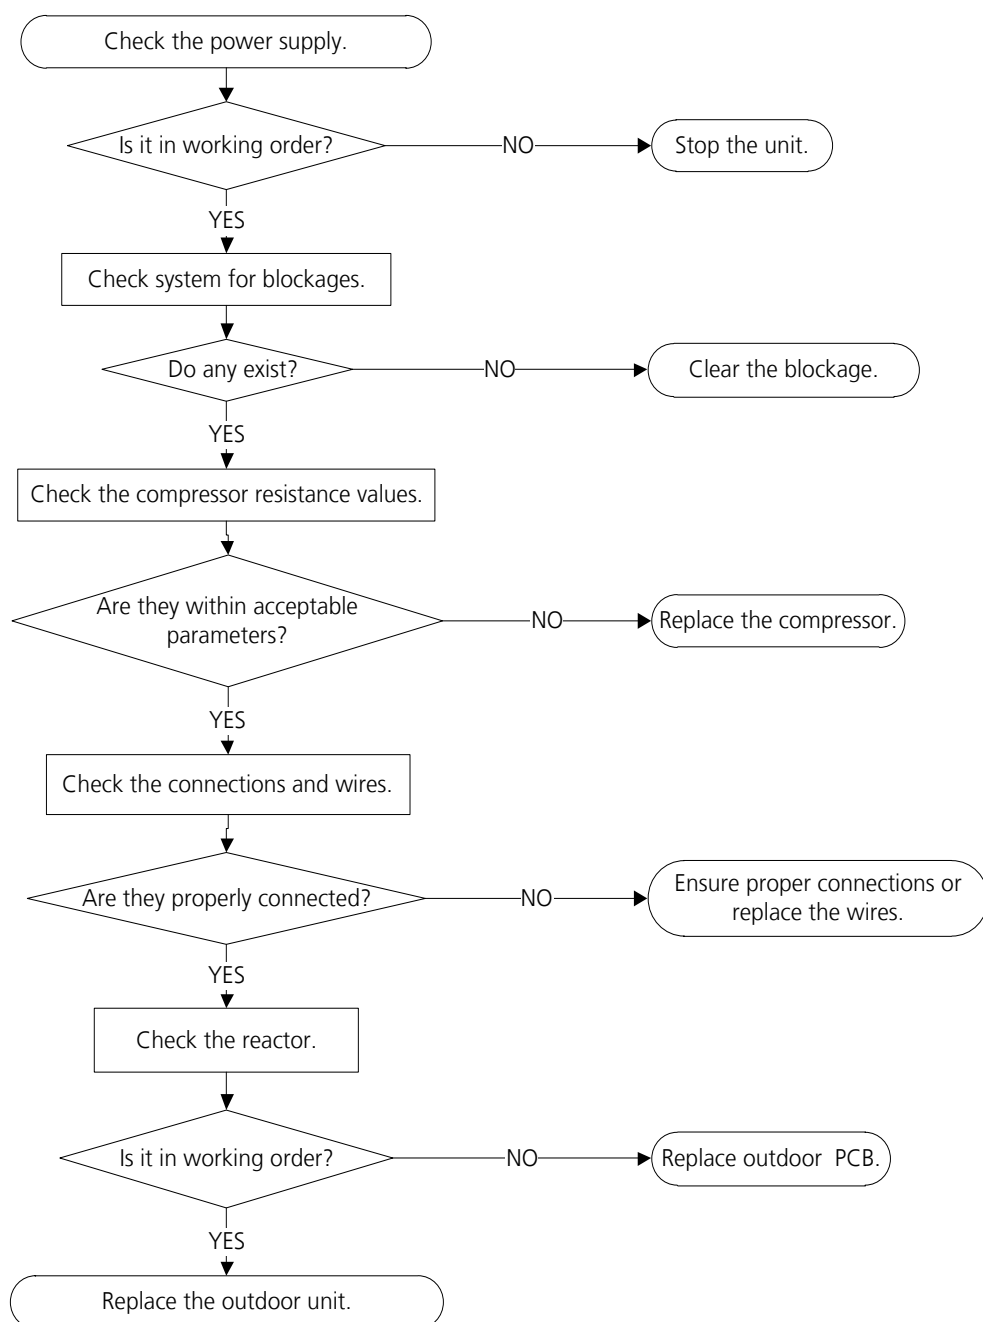 Check the power supply.
Is it in working order?
NO
Stop the unit.
YES
Check system for blockages.
Do any exist?
NO
Clear the blockage.
YES
Check the compressor resistance values.
Are they within acceptable
parameters?
NO
Replace the compressor.
YES
Check the connections and wires.
Are they properly connected?
NO
Ensure proper connections or
replace the wires.
YES
Check the reactor.
Is it in working order?
NO
Replace outdoor PCB.
YES
Replace the outdoor unit.